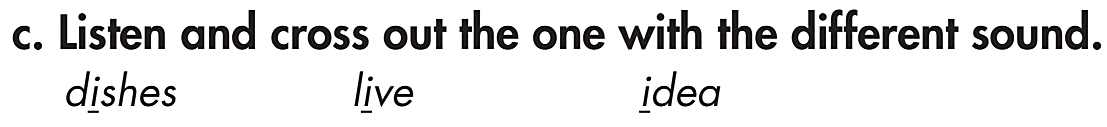 c. Listen and cross out the one with the different sound.
dishes live idea